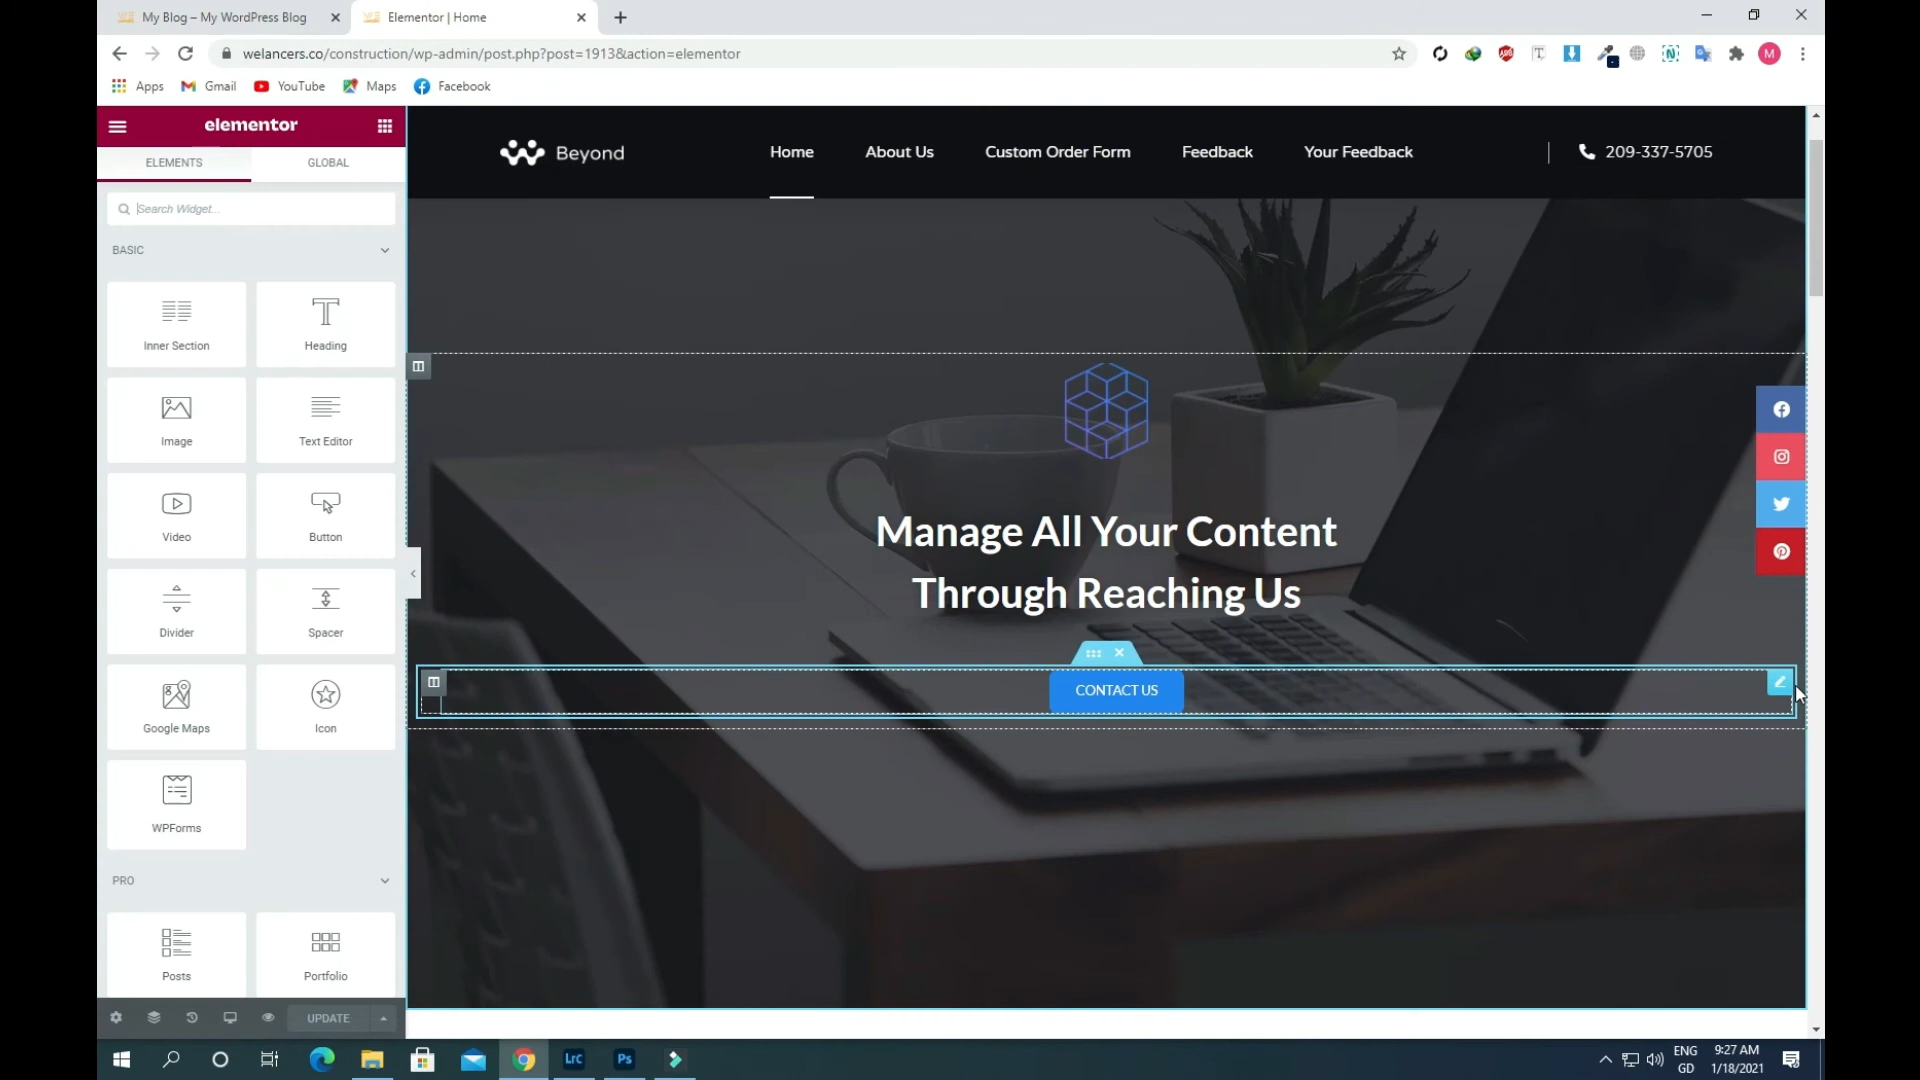 My Blog – My WordPress Blog
Elementor | Home
welancers.co/construction/wp-admin/post.php?post=1913&action=elementor
M
Apps
Gmail
YouTube
Maps
Facebook
elementor
ELEMENTS
GLOBAL
Search Widget...
BASIC
Inner Section
Heading
Image
Text Editor
Video
Button
Divider
Spacer
Google Maps
Icon
WPForms
PRO
Posts
Portfolio
UPDATE
Beyond
Home
About Us
Custom Order Form
Feedback
Your Feedback
209-337-5705
Manage All Your Content
Through Reaching Us
CONTACT US
LrC
Ps
ENG
GD
9:27 AM
1/18/2021